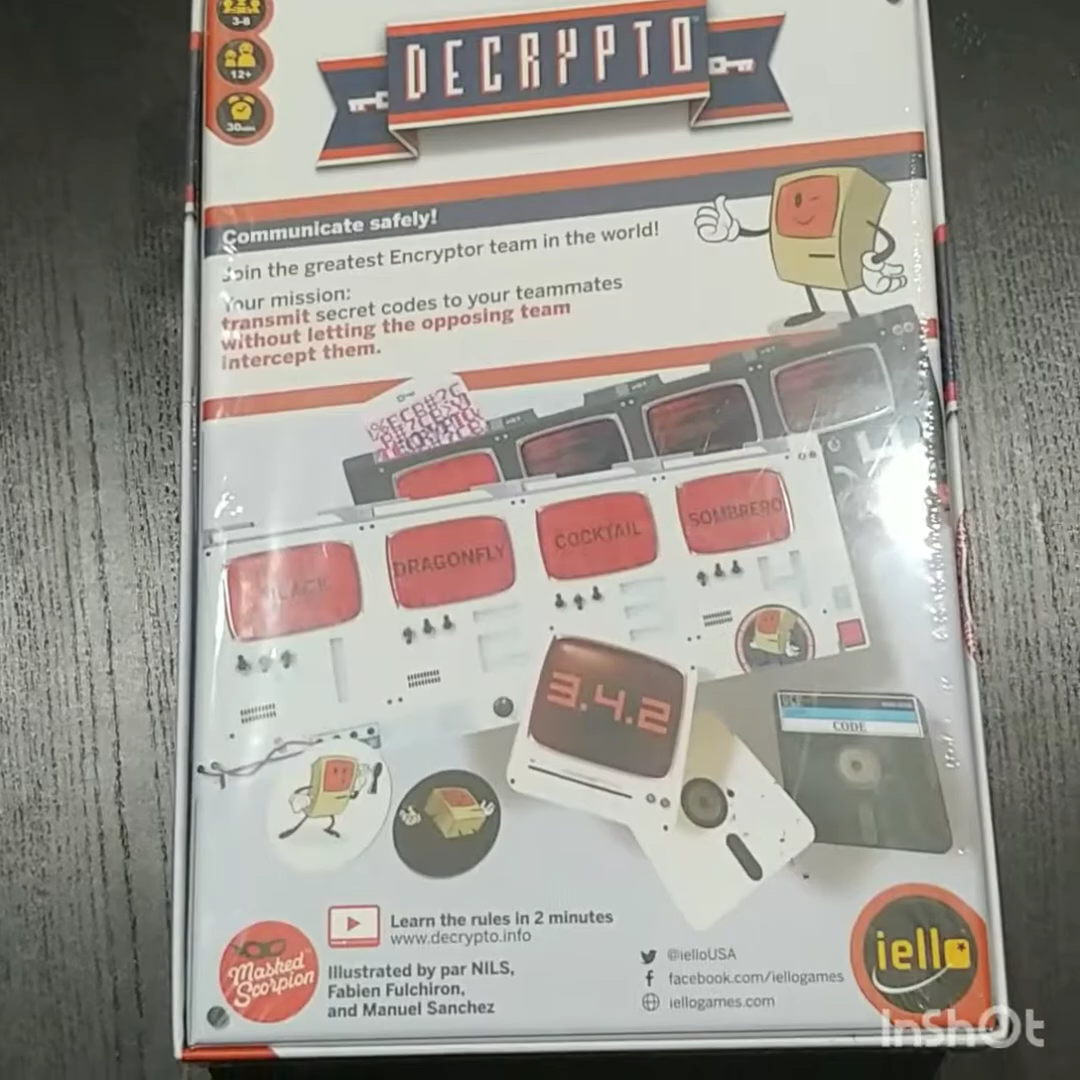 3-8
DECRYPTO
12+
30min
Communicate safely!
Join the greatest Encryptor team in the world!
Your mission:
transmit secret codes to your teammates
without letting the opposing team
intercept them.
SOMBRERO
COCKTAIL
DRAGONFLY
3.4.2
CODE
Learn the rules in 2 minutes
www.decrypto.info
Masked
Scorpion
Illustrated by par NILS,
Fabien Fulchiron,
and Manuel Sanchez
@ielloUSA
facebook.com/iellogames
iellogames.com
iello
InShOt